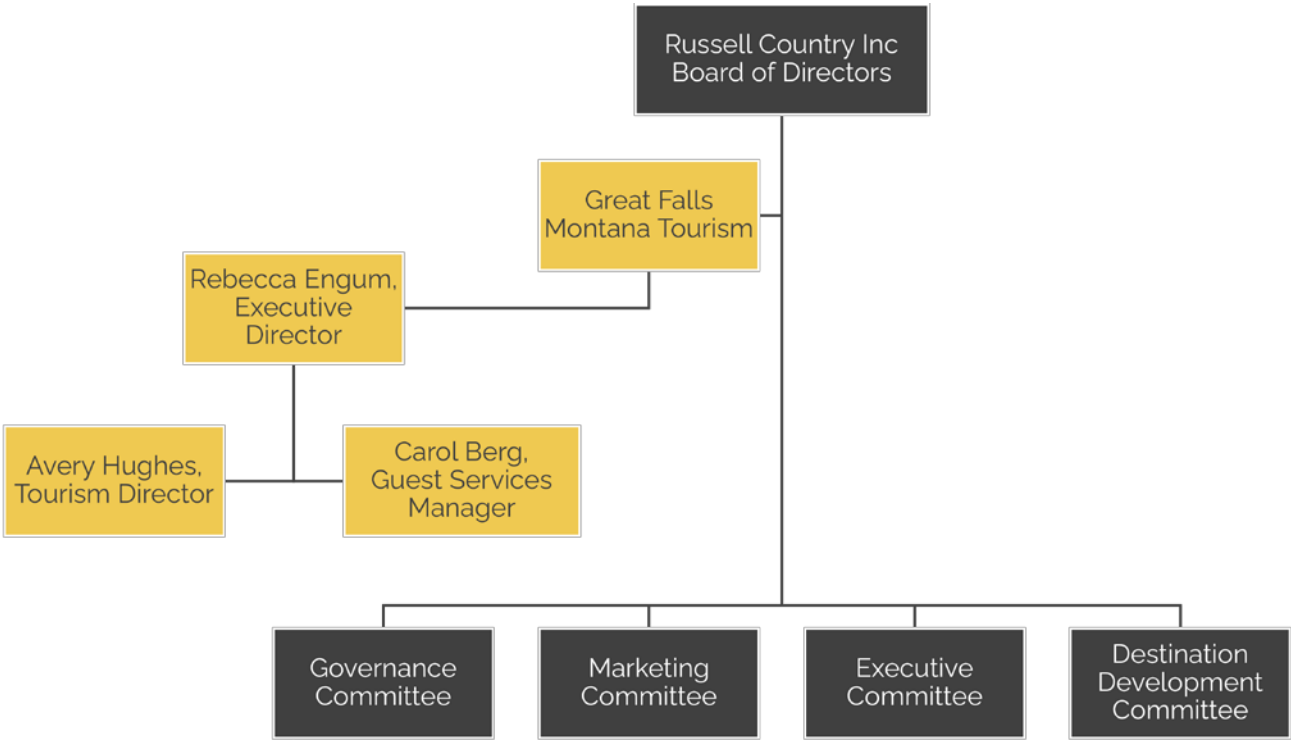 Russell Country Inc
Board of Directors
Great Falls
Montana Tourism
Rebecca Engum,
Executive
Director
Avery Hughes,
Tourism Director
Carol Berg,
Guest Services
Manager
Governance
Committee
Marketing
Committee
Executive
Committee
Destination
Development
Committee